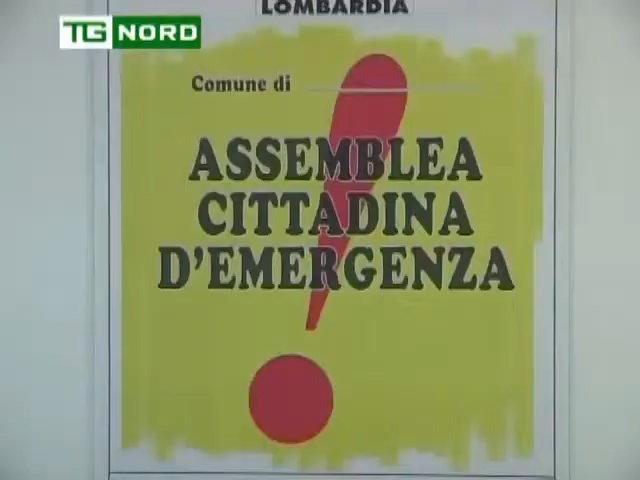 LOMBARDIA
TG NORD
Comune di
ASSEMBLEA
CITTADINA
D'EMERGENZA